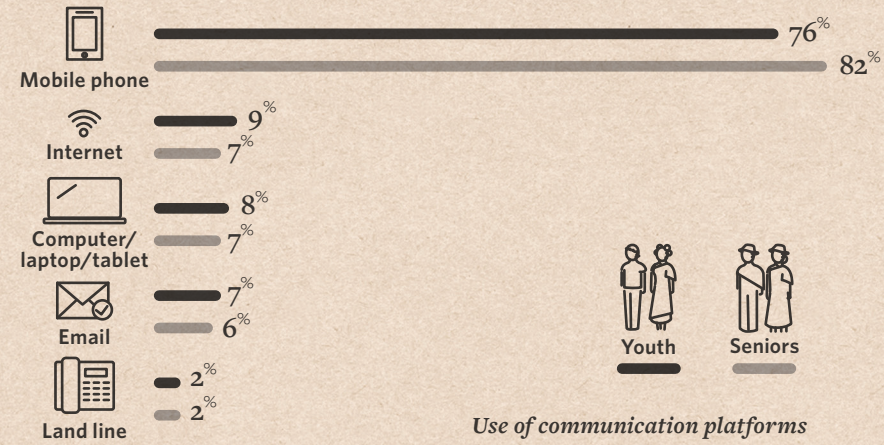 76%
82%
Mobile phone
9%
Internet
7%
8%
7%
Computer/
laptop/tablet
7%
6%
Email
2%
2%
Land line
Youth
Seniors
Use of communication platforms